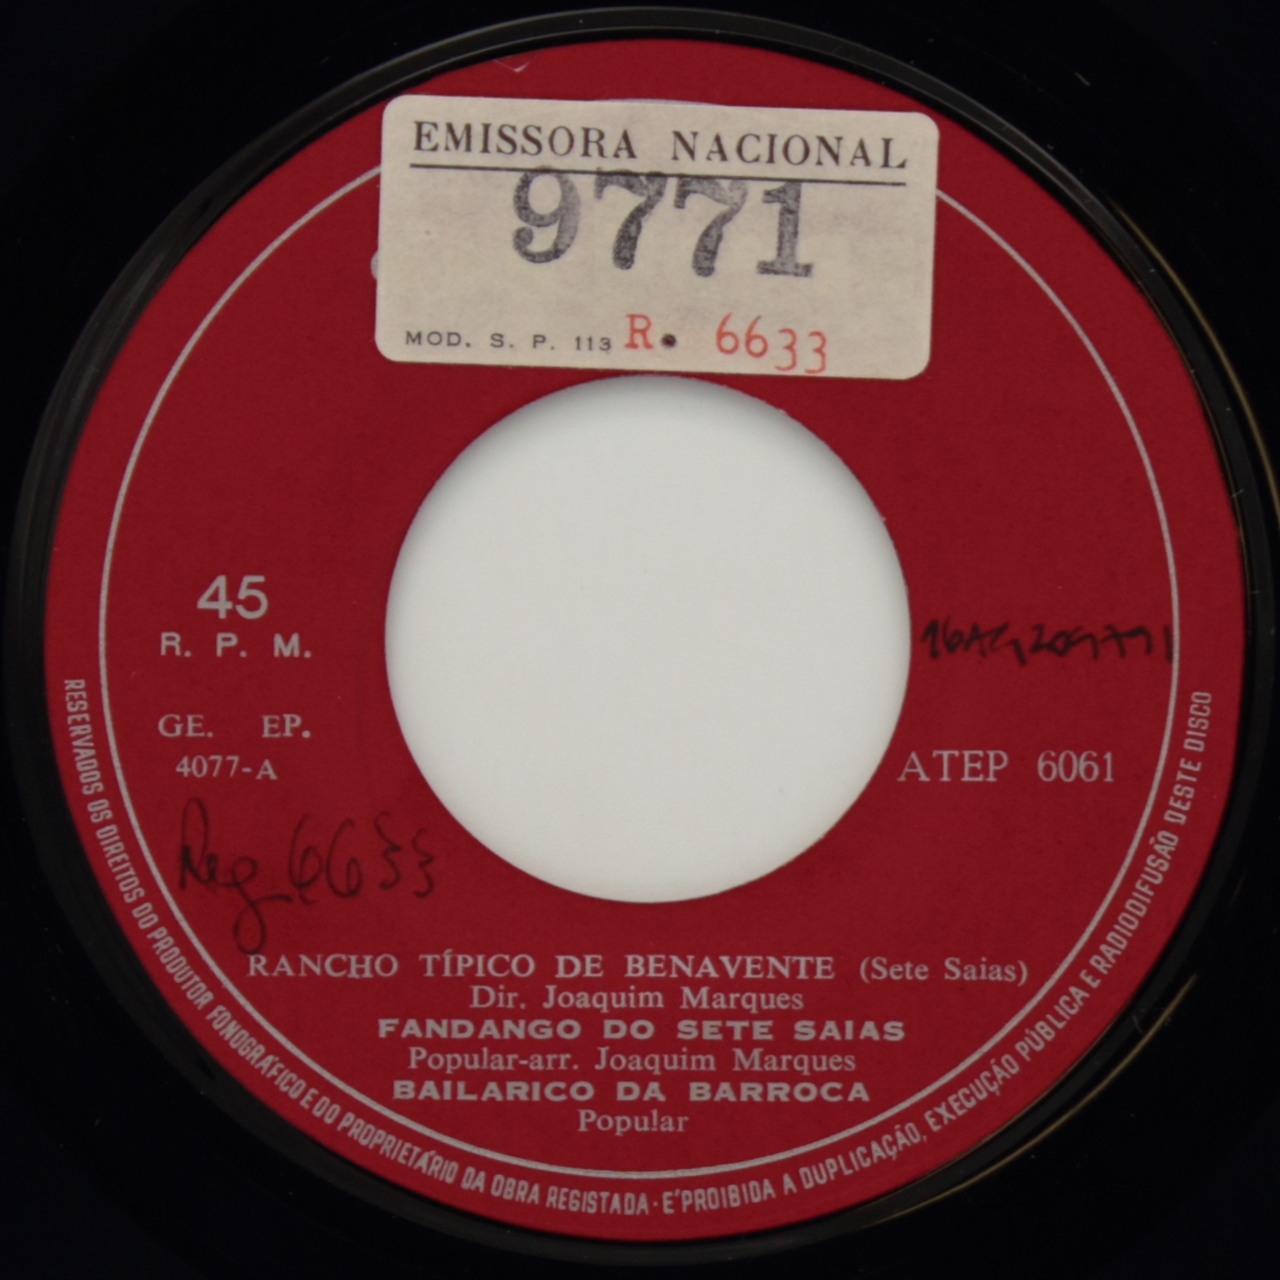 EMISSORA NACIONAL
9771
MOD. S. P. 113 R. 6633
45
R. P. M.
GE. EP.
4077-A
ATEP 6061
Reg. 6633
RANCHO TÍPICO DE BENAVENTE (Sete Saias)
Dir. Joaquim Marques
FANDANGO DO SETE SAIAS
Popular-arr. Joaquim Marques
BAILARICO DA BARROCA
Popular
RESERVADOS OS DIREITOS DO PRODUTOR FONOGRÁFICO E DO PROPRIETÁRIO DA OBRA REGISTADA · É PROIBIDA A DUPLICAÇÃO, EXECUÇÃO PÚBLICA E RADIODIFUSÃO DESTE DISCO